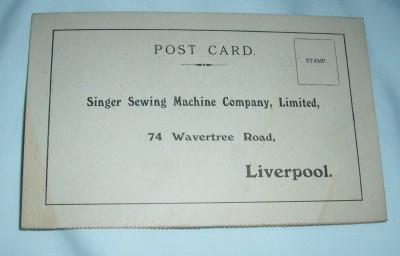 POST CARD.
STAMP.
Singer Sewing Machine Company, Limited,
74 Wavertree Road,
Liverpool.